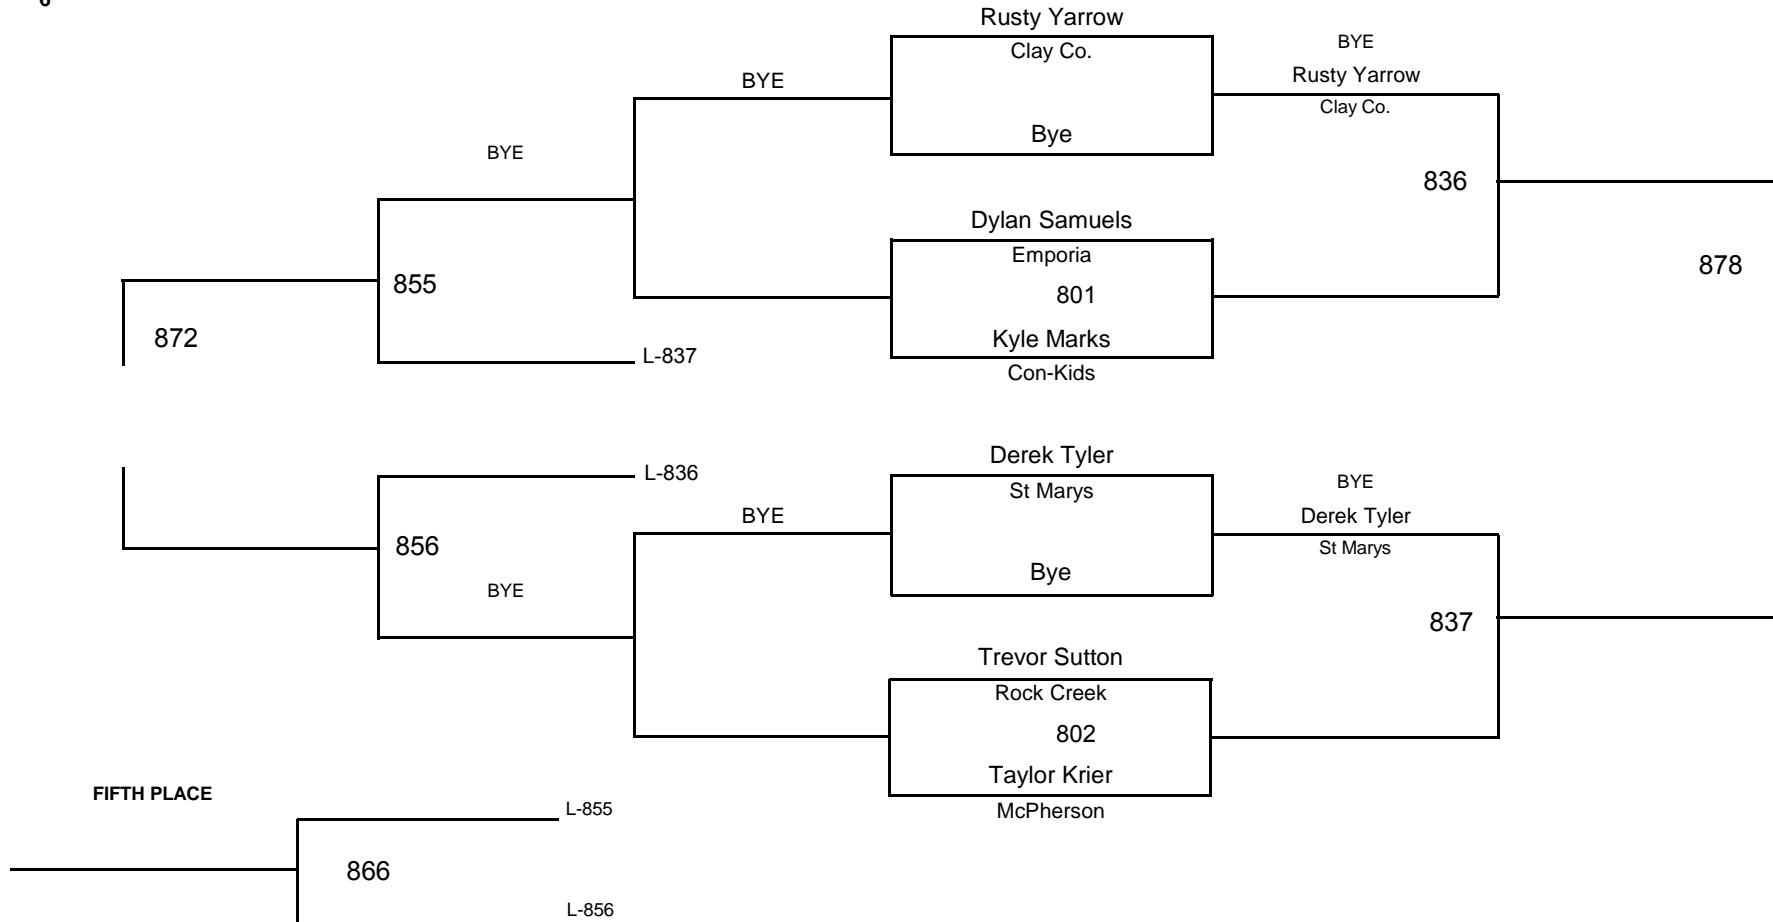 6
Rusty Yarrow
Clay Co.
BYE
BYE
Rusty Yarrow
Clay Co.
Bye
BYE
836
Dylan Samuels
Emporia
878
855
801
872
Kyle Marks
L-837
Con-Kids
Derek Tyler
L-836
St Marys
BYE
BYE
Derek Tyler
856
St Marys
Bye
BYE
837
Trevor Sutton
Rock Creek
802
Taylor Krier
FIFTH PLACE
L-855
McPherson
866
L-856